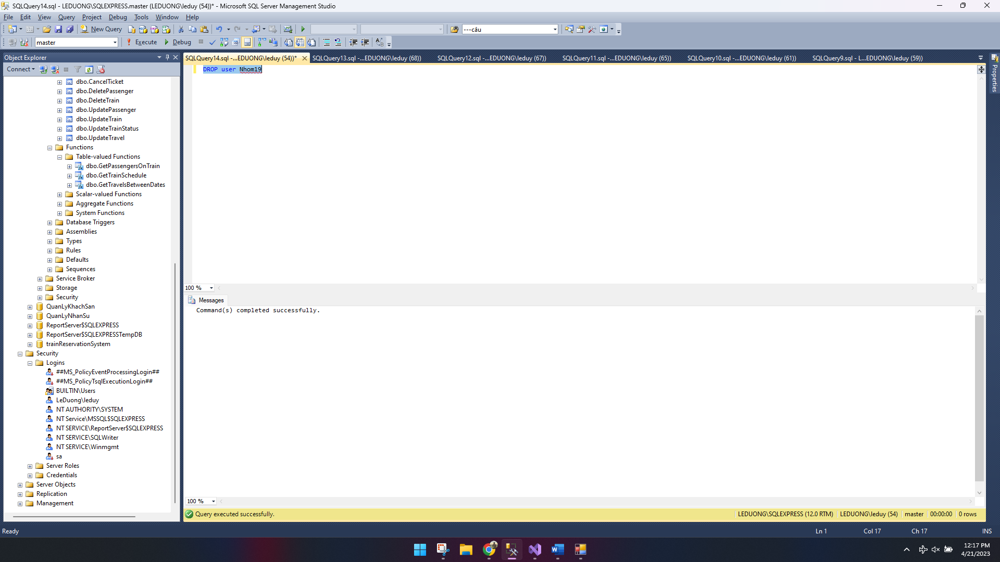 SQLQuery14.sql - LEDUONG\SQLEXPRESS.master (LEDUONG\leduy (54))* - Microsoft SQL Server Management Studio
File Edit View Query Project Debug Tools Window Help
New Query ---câu
master Execute Debug
Object Explorer
Connect
dbo.CancelTicket
dbo.DeletePassenger
dbo.DeleteTrain
dbo.UpdatePassenger
dbo.UpdateTrain
dbo.UpdateTrainStatus
dbo.UpdateTravel
Functions
Table-valued Functions
dbo.GetPassengersOnTrain
dbo.GetTrainSchedule
dbo.GetTravelsBetweenDates
Scalar-valued Functions
Aggregate Functions
System Functions
Database Triggers
Assemblies
Types
Rules
Defaults
Sequences
Service Broker
Storage
Security
QuanLyKhachSan
QuanLyNhanSu
ReportServer$SQLEXPRESS
ReportServer$SQLEXPRESSTempDB
trainReservationSystem
Security
Logins
##MS_PolicyEventProcessingLogin##
##MS_PolicyTsqlExecutionLogin##
BUILTIN\Users
LeDuong\leduy
NT AUTHORITY\SYSTEM
NT Service\MSSQL$SQLEXPRESS
NT SERVICE\ReportServer$SQLEXPRESS
NT SERVICE\SQLWriter
NT SERVICE\Winmgmt
sa
Server Roles
Credentials
Server Objects
Replication
Management
SQLQuery14.sql -...EDUONG\leduy (54))* SQLQuery13.sql -...EDUONG\leduy (68)) SQLQuery12.sql -...EDUONG\leduy (67)) SQLQuery11.sql -...EDUONG\leduy (65)) SQLQuery10.sql -...EDUONG\leduy (61)) SQLQuery9.sql - L...EDUONG\leduy (59))
DROP user Nhom19
100 %
Messages
Command(s) completed successfully.
100 %
Query executed successfully. LEDUONG\SQLEXPRESS (12.0 RTM) LEDUONG\leduy (54) master 00:00:00 0 rows
Properties
Ready Ln 1 Col 17 Ch 17 INS
12:17 PM
4/21/2023